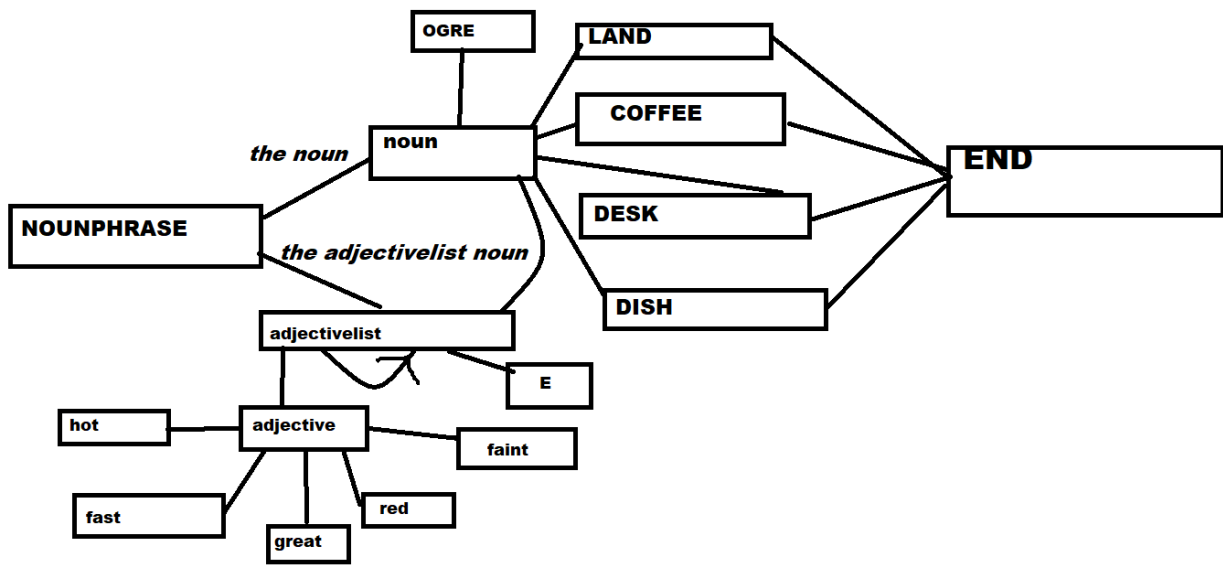 OGRE
LAND
COFFEE
noun
the noun
END
DESK
NOUNPHRASE
the adjectivelist noun
DISH
adjectivelist
E
hot
adjective
faint
fast
red
great